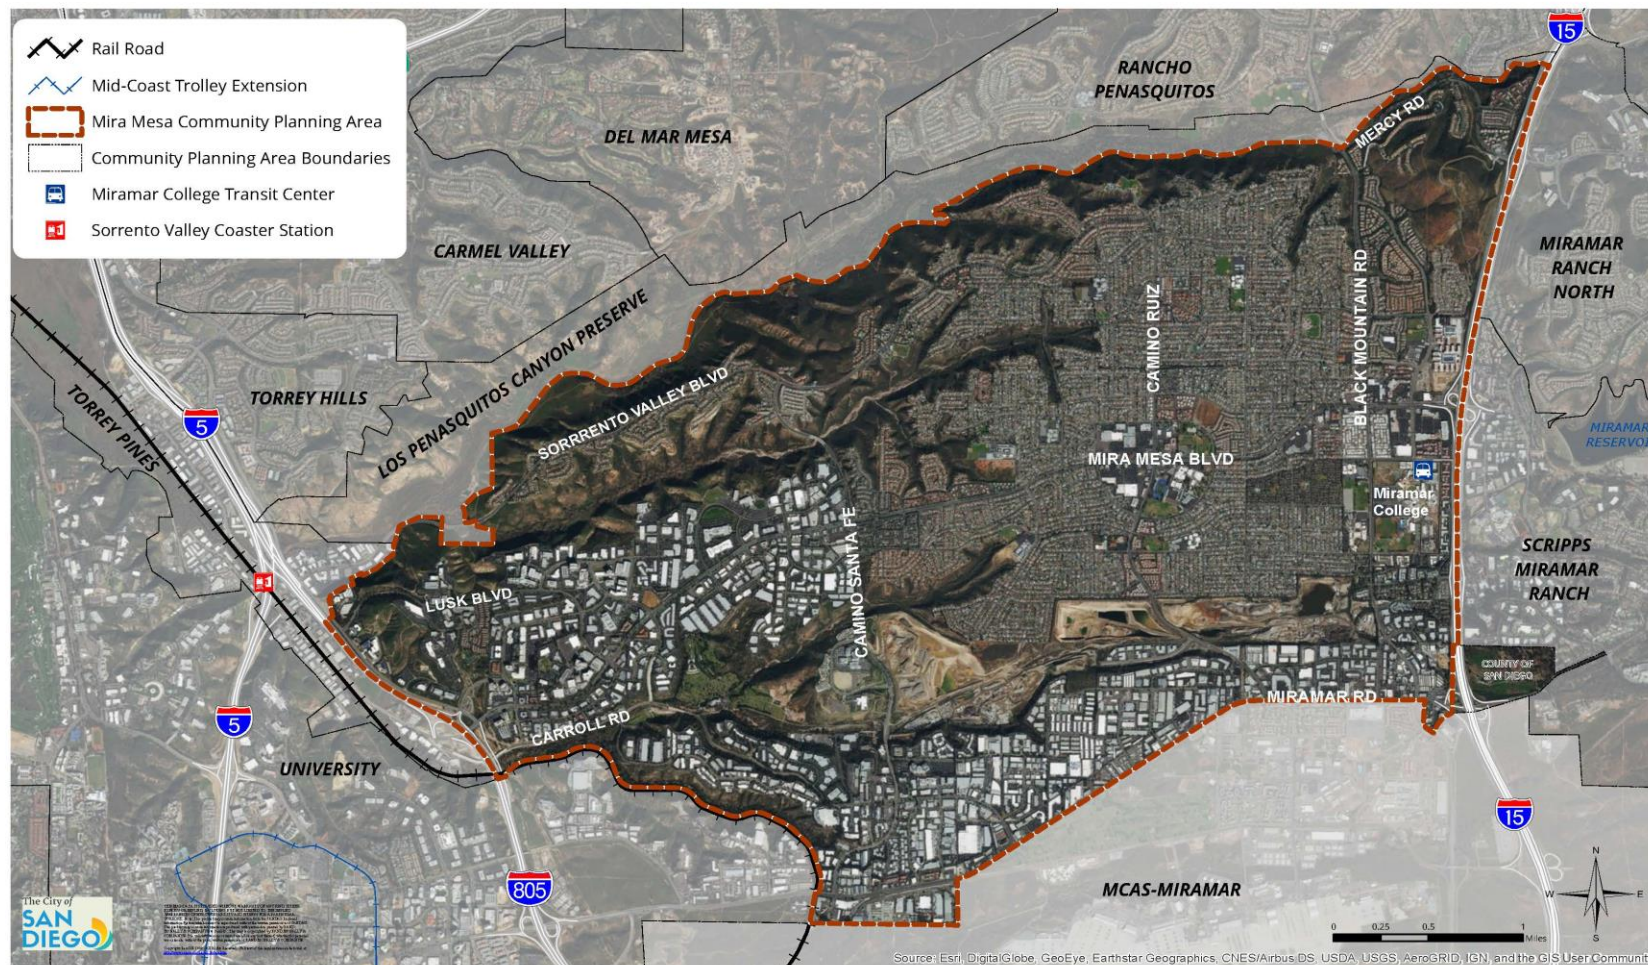 Rail Road
Mid-Coast Trolley Extension
Mira Mesa Community Planning Area
Community Planning Area Boundaries
Miramar College Transit Center
Sorrento Valley Coaster Station
15
RANCHO
PENASQUITOS
DEL MAR MESA
MERCY RD
CARMEL VALLEY
MIRAMAR
RANCH
NORTH
LOS PENASQUITOS CANYON PRESERVE
CAMINO RUIZ
BLACK MOUNTAIN RD
TORREY HILLS
5
TORREY PINES
SORRRENTO VALLEY BLVD
MIRAMAR
RESERVOI
MIRA MESA BLVD
Miramar
College
CAMINO SANTA FE
SCRIPPS
MIRAMAR
RANCH
LUSK BLVD
COUNTY OF
SAN DIEGO
MIRAMAR RD
CARROLL RD
5
UNIVERSITY
15
805
MCAS-MIRAMAR
N
W E
S
0 0.25 0.5 1
Miles
The City of
SAN
DIEGO
Source: Esri, DigitalGlobe, GeoEye, Earthstar Geographics, CNES/Airbus DS, USDA, USGS, AeroGRID, IGN, and the GIS User Communi